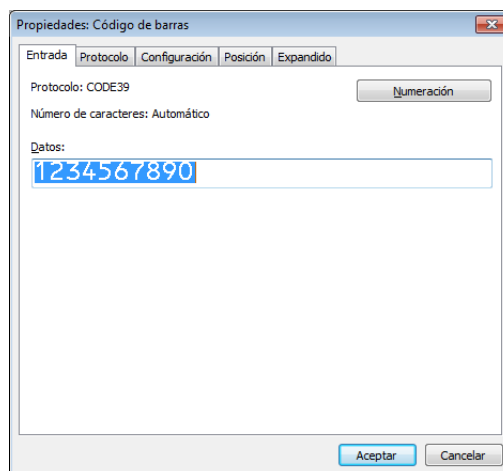 Propiedades: Código de barras
Entrada Protocolo Configuración Posición Expandido
Protocolo: CODE39
Numeración
Número de caracteres: Automático
Datos:
1234567890
Aceptar Cancelar